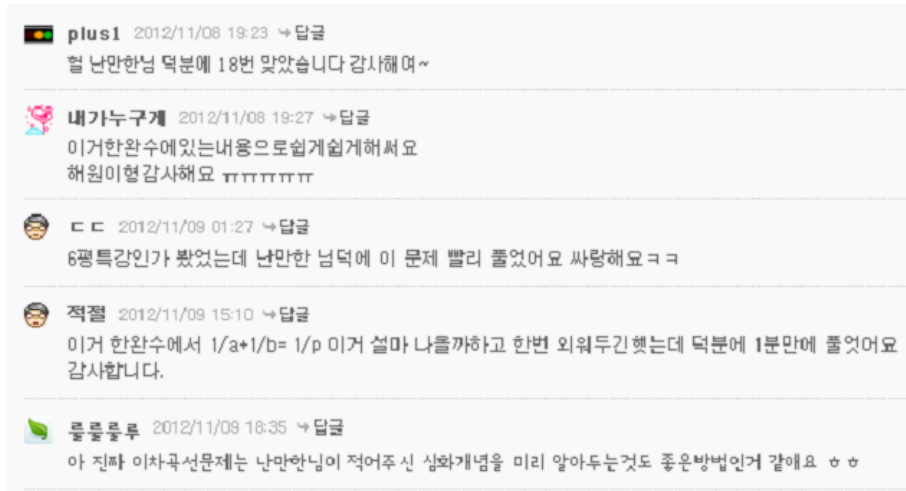 plus1 2012/11/08 19:23 ↪답글
헐 난만한님 덕분에 18번 맞았습니다 감사해여~
내가누구게 2012/11/08 19:27 ↪답글
이거한완수에있는내용으로쉽게쉽게해써요
해원이형감사해요 ㅠㅠㅠㅠㅠ
ㄷㄷ 2012/11/09 01:27 ↪답글
6평특강인가 봤었는데 난만한 님덕에 이 문제 빨리 풀었어요 싸랑해요ㅋㅋ
적절 2012/11/09 15:10 ↪답글
이거 한완수에서 1/a+1/b= 1/p 이거 설마 나올까하고 한번 외워두긴햇는데 덕분에 1분만에 풀엇어요
감사합니다.
룰룰룰루 2012/11/09 18:35 ↪답글
아 진짜 이차곡선문제는 난만한님이 적어주신 심화개념을 미리 알아두는것도 좋은방법인거 같애요 ㅎㅎ